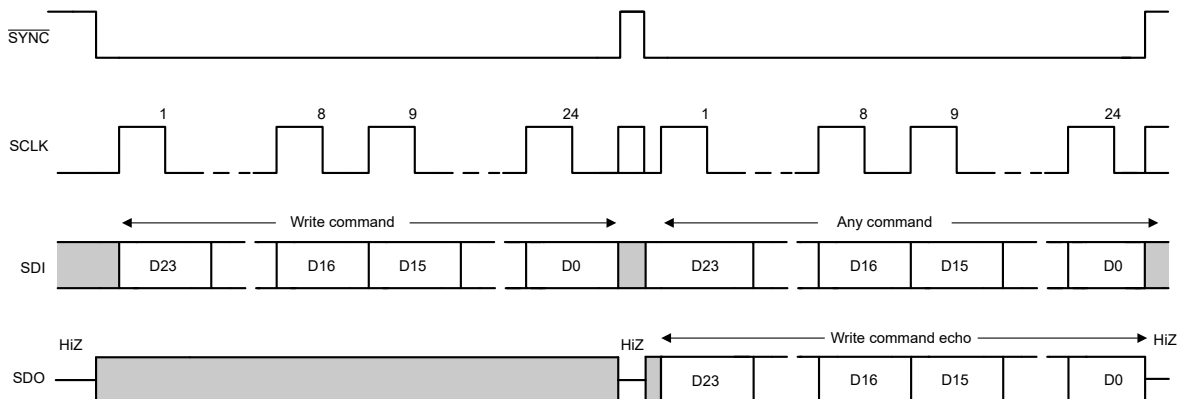 SYNC
1 8 9 24 1 8 9 24
SCLK
Write command Any command
SDI D23 D16 D15 D0 D23 D16 D15 D0
HiZ HiZ Write command echo HiZ
SDO D23 D16 D15 D0